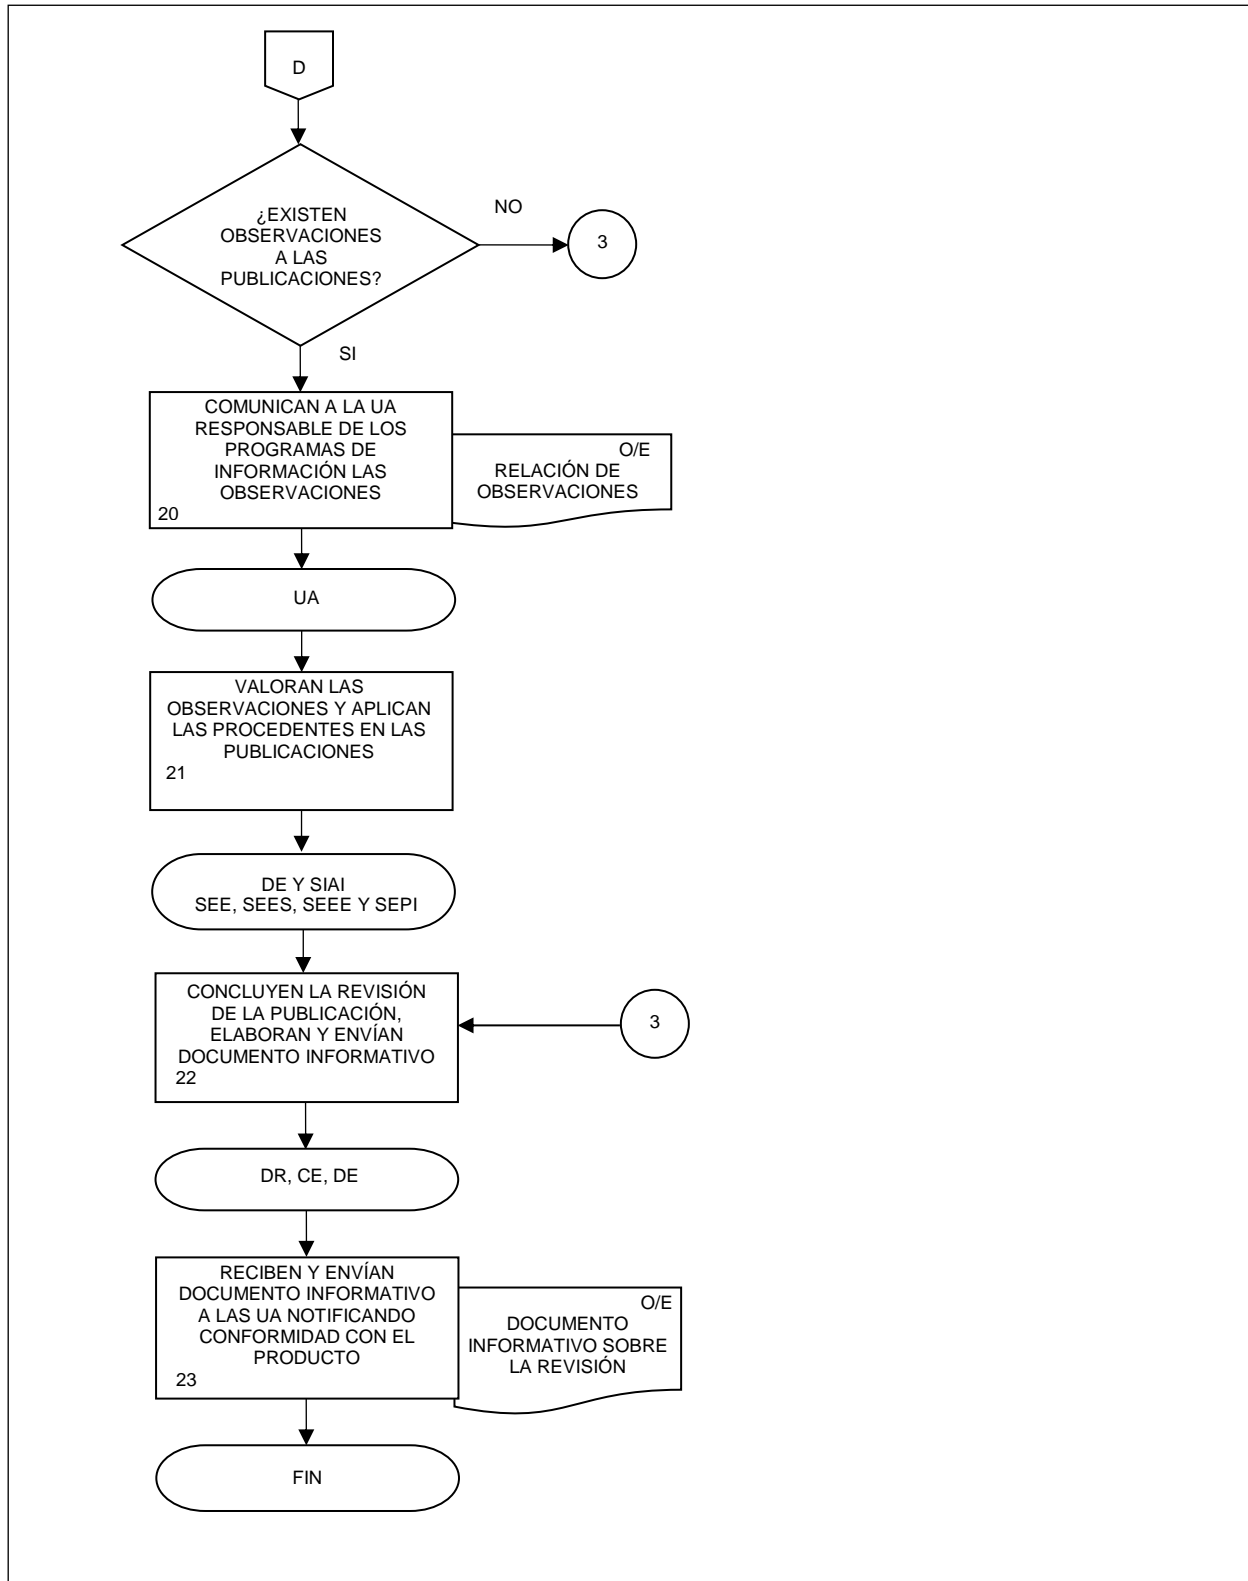 D
¿EXISTEN
OBSERVACIONES
A LAS
PUBLICACIONES?
NO
3
SI
COMUNICAN A LA UA
RESPONSABLE DE LOS
PROGRAMAS DE
INFORMACIÓN LAS
OBSERVACIONES
20
O/E
RELACIÓN DE
OBSERVACIONES
UA
VALORAN LAS
OBSERVACIONES Y APLICAN
LAS PROCEDENTES EN LAS
PUBLICACIONES
21
DE Y SIAI
SEE, SEES, SEEE Y SEPI
CONCLUYEN LA REVISIÓN
DE LA PUBLICACIÓN,
ELABORAN Y ENVÍAN
DOCUMENTO INFORMATIVO
22
3
DR, CE, DE
RECIBEN Y ENVÍAN
DOCUMENTO INFORMATIVO
A LAS UA NOTIFICANDO
CONFORMIDAD CON EL
PRODUCTO
23
O/E
DOCUMENTO
INFORMATIVO SOBRE
LA REVISIÓN
FIN